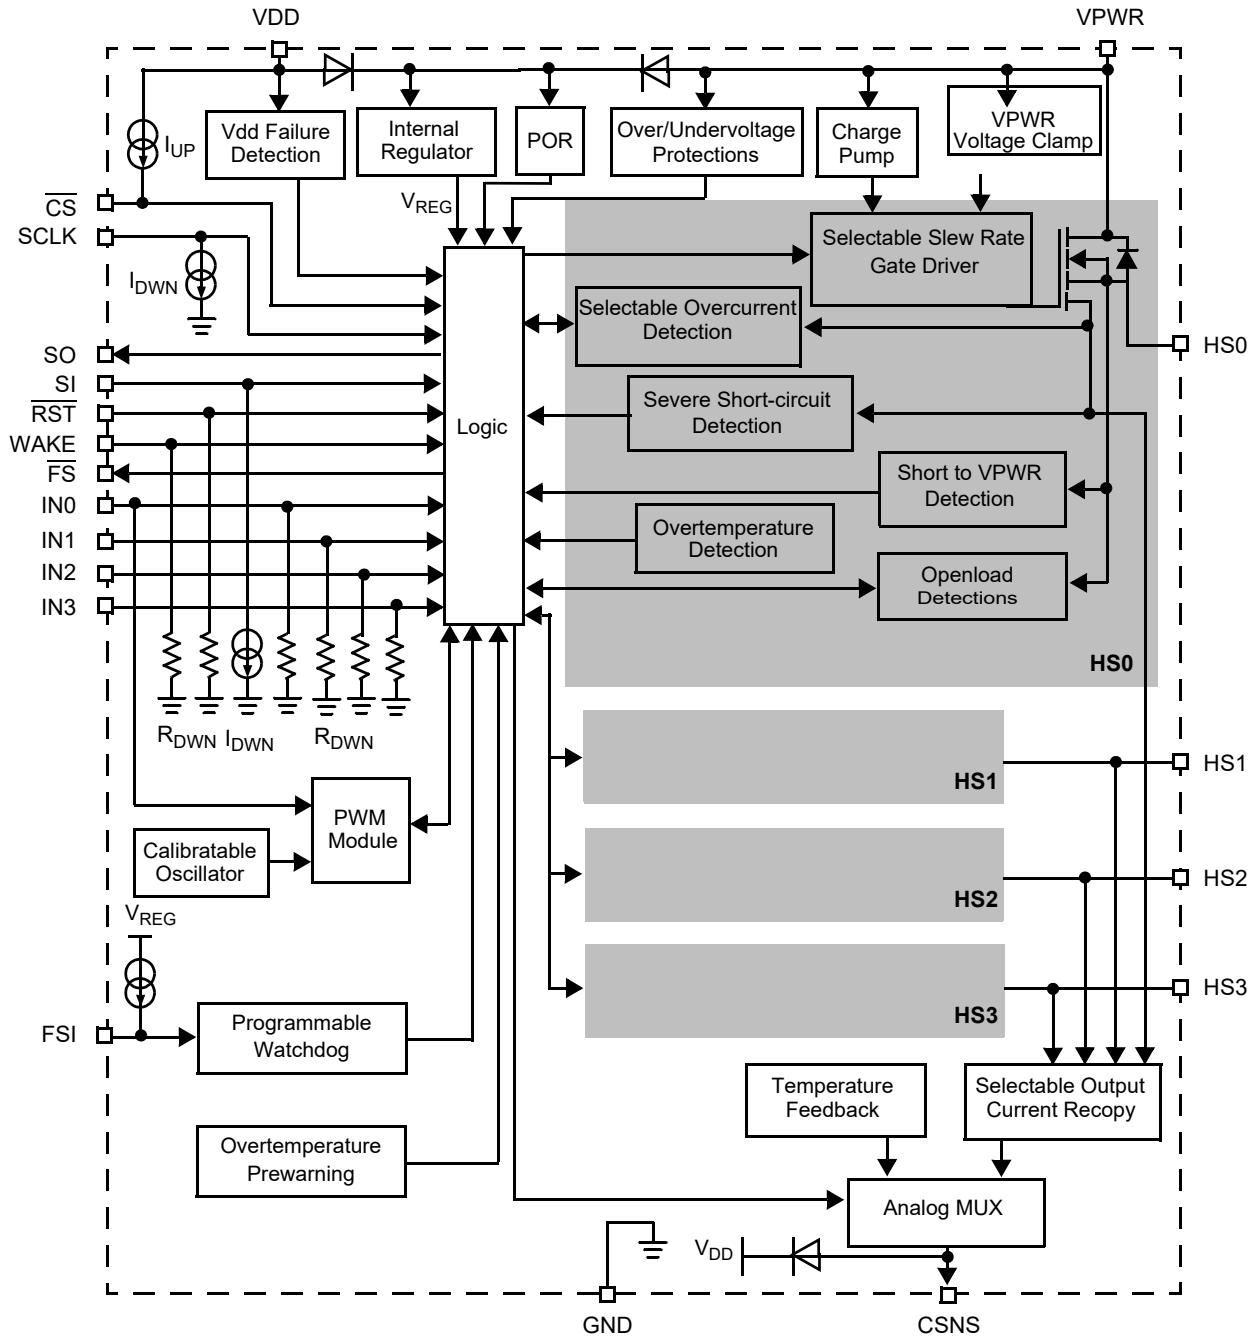 VDD
VPWR
Vdd Failure
Detection
Internal
Regulator
POR
Over/Undervoltage
Protections
Charge
Pump
VPWR
Voltage Clamp
IUP
VREG
CS
SCLK
IDWN
SO
SI
RST
WAKE
FS
IN0
IN1
IN2
IN3
Logic
Selectable Slew Rate
Gate Driver
Selectable Overcurrent
Detection
Severe Short-circuit
Detection
Short to VPWR
Detection
Overtemperature
Detection
Openload
Detections
HS0
HS0
RDWN
IDWN
RDWN
HS1
HS1
PWM
Module
Calibratable
Oscillator
HS2
HS2
VREG
HS3
HS3
FSI
Programmable
Watchdog
Temperature
Feedback
Selectable Output
Current Recopy
Overtemperature
Prewarning
Analog MUX
VDD
GND
CSNS